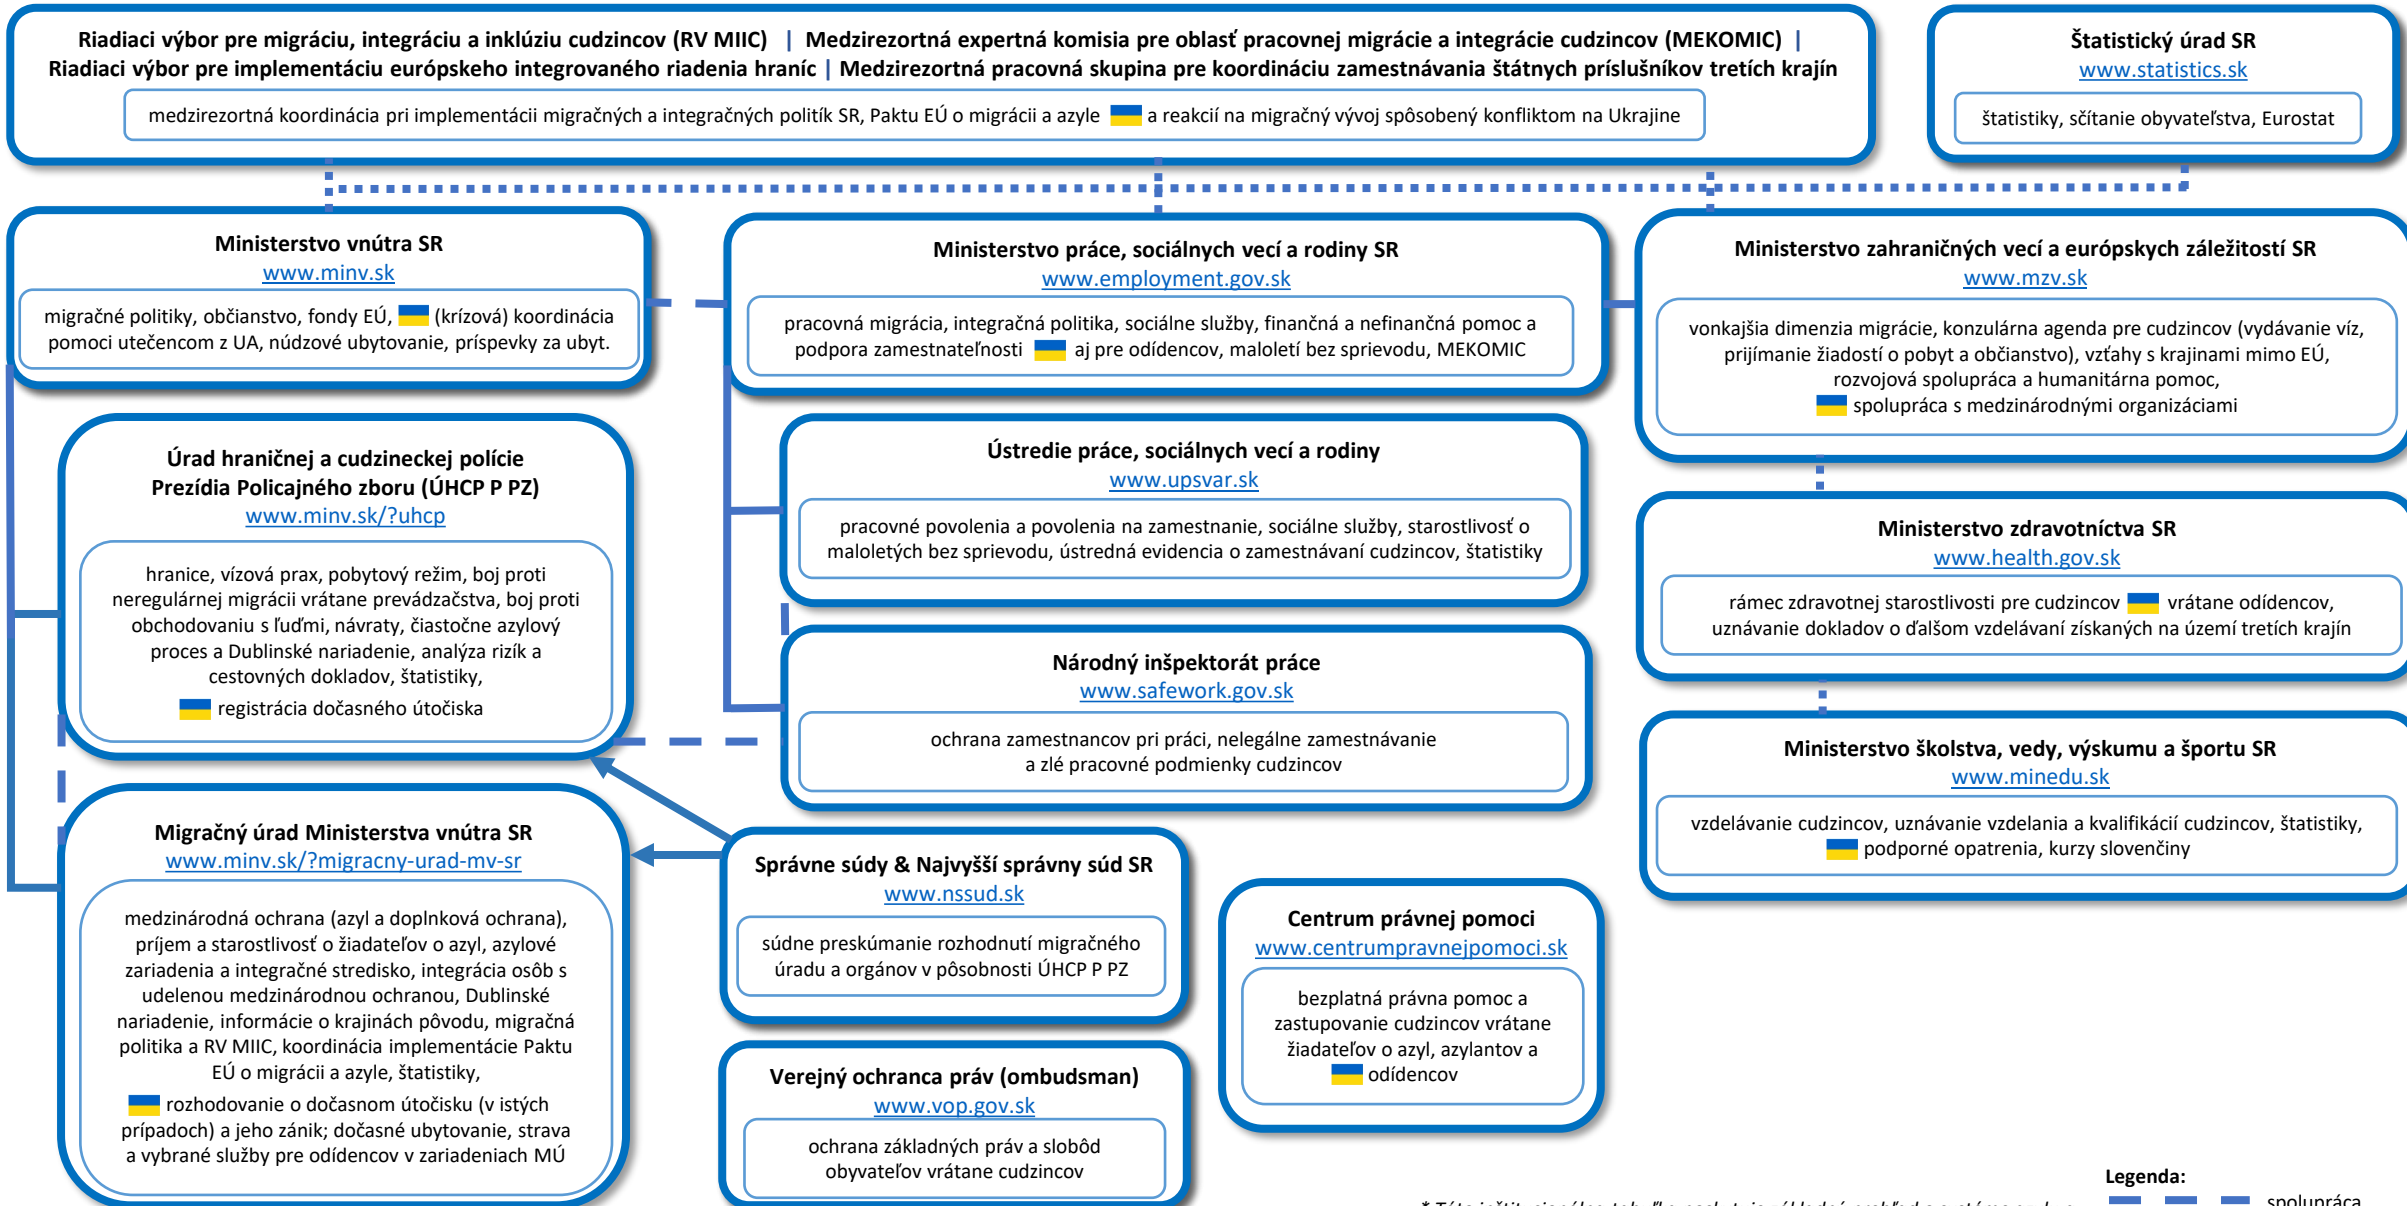 Riadiaci výbor pre migráciu, integráciu a inklúziu cudzincov (RV MIIC) | Medzirezortná expertná komisia pre oblasť pracovnej migrácie a integrácie cudzincov (MEKOMIC) |
Riadiaci výbor pre implementáciu európskeho integrovaného riadenia hraníc | Medzirezortná pracovná skupina pre koordináciu zamestnávania štátnych príslušníkov tretích krajín
medzirezortná koordinácia pri implementácii migračných a integračných politík SR, Paktu EÚ o migrácii a azyle a reakcií na migračný vývoj spôsobený konfliktom na Ukrajine
Štatistický úrad SR
www.statistics.sk
štatistiky, sčítanie obyvateľstva, Eurostat
Ministerstvo vnútra SR
www.minv.sk
migračné politiky, občianstvo, fondy EÚ, (krízová) koordinácia
pomoci utečencom z UA, núdzové ubytovanie, príspevky za ubyt.
Ministerstvo práce, sociálnych vecí a rodiny SR
www.employment.gov.sk
pracovná migrácia, integračná politika, sociálne služby, finančná a nefinančná pomoc a
podpora zamestnateľnosti aj pre odídencov, maloletí bez sprievodu, MEKOMIC
Ministerstvo zahraničných vecí a európskych záležitostí SR
www.mzv.sk
vonkajšia dimenzia migrácie, konzulárna agenda pre cudzincov (vydávanie víz,
prijímanie žiadostí o pobyt a občianstvo), vzťahy s krajinami mimo EÚ,
rozvojová spolupráca a humanitárna pomoc,
spolupráca s medzinárodnými organizáciami
Úrad hraničnej a cudzineckej polície
Prezídia Policajného zboru (ÚHCP P PZ)
www.minv.sk/?uhcp
hranice, vízová prax, pobytový režim, boj proti
neregulárnej migrácii vrátane prevádzačstva, boj proti
obchodovaniu s ľuďmi, návraty, čiastočne azylový
proces a Dublinské nariadenie, analýza rizík a
cestovných dokladov, štatistiky,
registrácia dočasného útočiska
Ústredie práce, sociálnych vecí a rodiny
www.upsvar.sk
pracovné povolenia a povolenia na zamestnanie, sociálne služby, starostlivosť o
maloletých bez sprievodu, ústredná evidencia o zamestnávaní cudzincov, štatistiky
Ministerstvo zdravotníctva SR
www.health.gov.sk
rámec zdravotnej starostlivosti pre cudzincov vrátane odídencov,
uznávanie dokladov o ďalšom vzdelávaní získaných na území tretích krajín
Národný inšpektorát práce
www.safework.gov.sk
ochrana zamestnancov pri práci, nelegálne zamestnávanie
a zlé pracovné podmienky cudzincov
Ministerstvo školstva, vedy, výskumu a športu SR
www.minedu.sk
vzdelávanie cudzincov, uznávanie vzdelania a kvalifikácií cudzincov, štatistiky,
podporné opatrenia, kurzy slovenčiny
Migračný úrad Ministerstva vnútra SR
www.minv.sk/?migracny-urad-mv-sr
medzinárodná ochrana (azyl a doplnková ochrana),
príjem a starostlivosť o žiadateľov o azyl, azylové
zariadenia a integračné stredisko, integrácia osôb s
udelenou medzinárodnou ochranou, Dublinské
nariadenie, informácie o krajinách pôvodu, migračná
politika a RV MIIC, koordinácia implementácie Paktu
EÚ o migrácii a azyle, štatistiky,
rozhodovanie o dočasnom útočisku (v istých
prípadoch) a jeho zánik; dočasné ubytovanie, strava
a vybrané služby pre odídencov v zariadeniach MÚ
Správne súdy & Najvyšší správny súd SR
www.nssud.sk
súdne preskúmanie rozhodnutí migračného
úradu a orgánov v pôsobnosti ÚHCP P PZ
Centrum právnej pomoci
www.centrumpravnejpomoci.sk
bezplatná právna pomoc a
zastupovanie cudzincov vrátane
žiadateľov o azyl, azylantov a
odídencov
Verejný ochranca práv (ombudsman)
www.vop.gov.sk
ochrana základných práv a slobôd
obyvateľov vrátane cudzincov
Legenda:
spolupráca